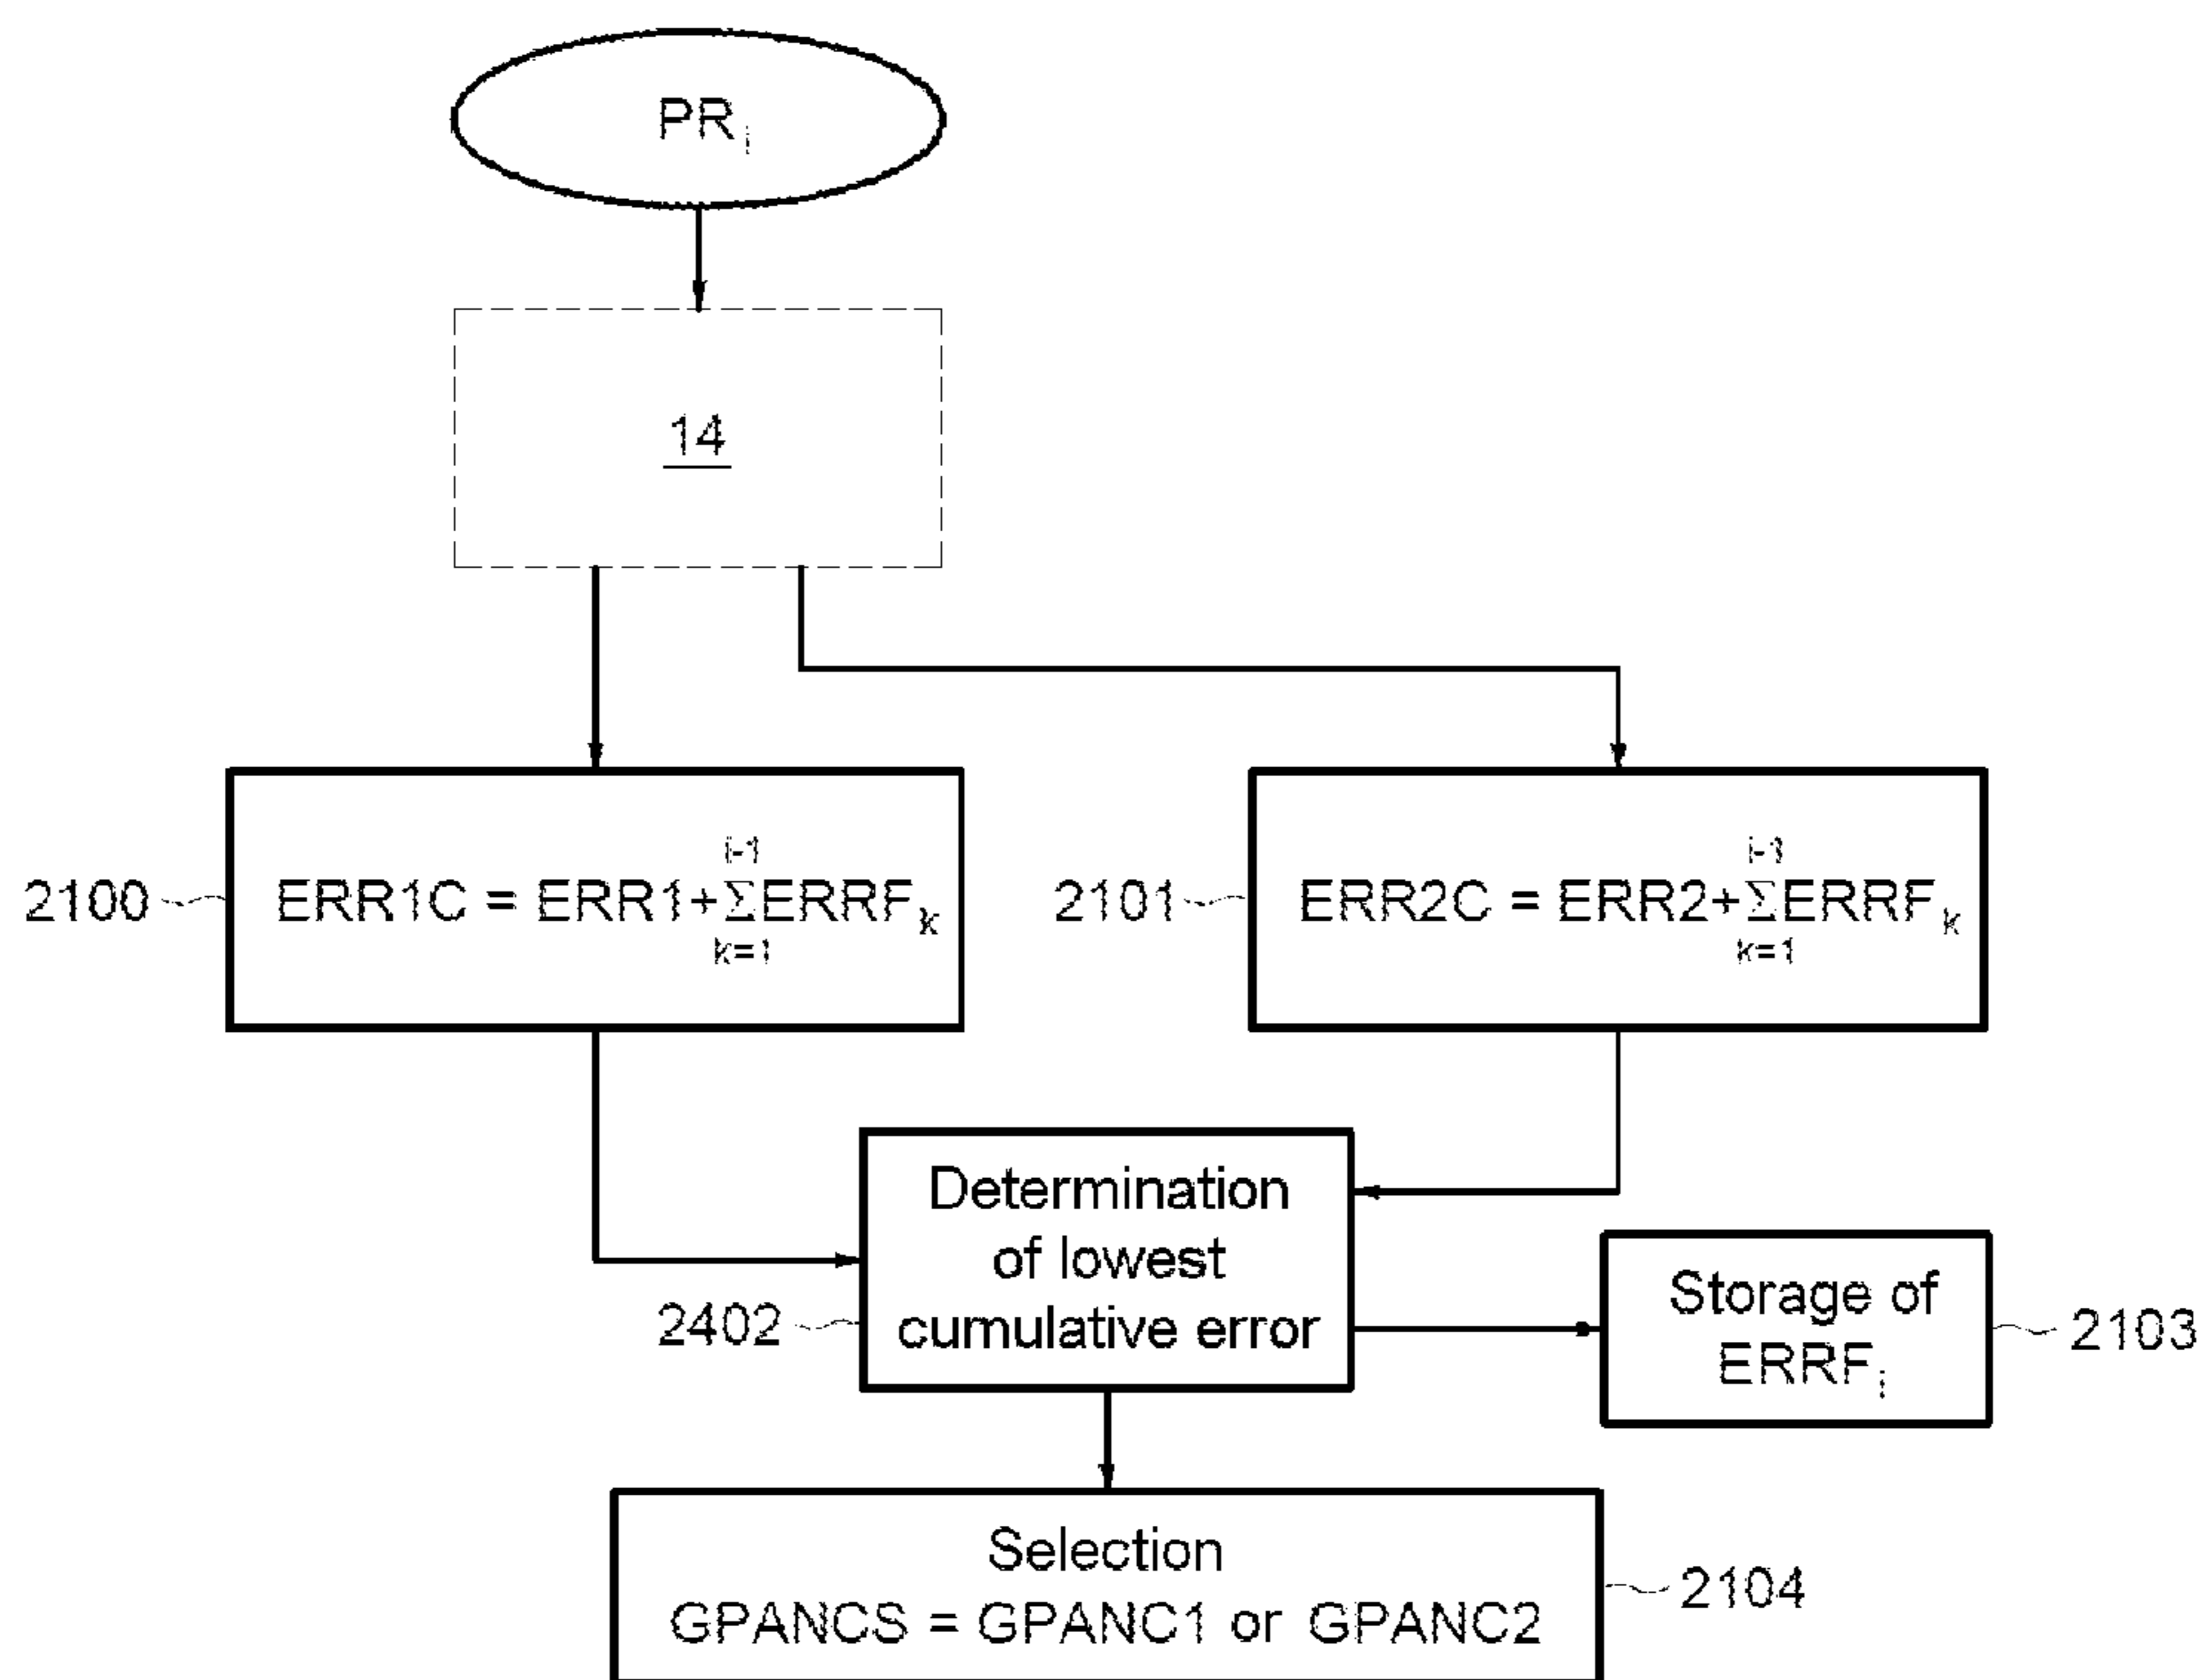 PRi
14
i-1
2100 ERR1C = ERR1+ΣERRFk
k=1
i-1
2101 ERR2C = ERR2+ΣERRFk
k=1
Determination
of lowest
2402 cumulative error
Storage of
ERRFi
2103
Selection
GPANCS = GPANC1 or GPANC2
2104